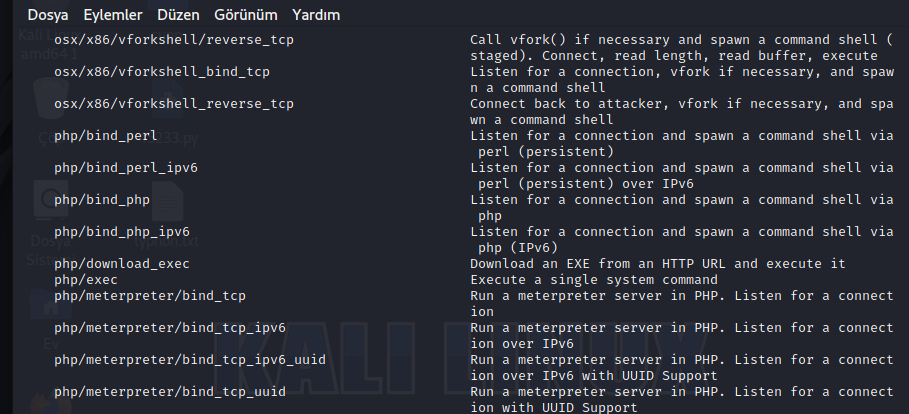 Dosya Eylemler Düzen Görünüm Yardım
osx/x86/vforkshell/reverse_tcp Call vfork() if necessary and spawn a command shell (
staged). Connect, read length, read buffer, execute
osx/x86/vforkshell_bind_tcp Listen for a connection, vfork if necessary, and spaw
n a command shell
osx/x86/vforkshell_reverse_tcp Connect back to attacker, vfork if necessary, and spa
wn a command shell
php/bind_perl Listen for a connection and spawn a command shell via
perl (persistent)
php/bind_perl_ipv6 Listen for a connection and spawn a command shell via
perl (persistent) over IPv6
php/bind_php Listen for a connection and spawn a command shell via
php
php/bind_php_ipv6 Listen for a connection and spawn a command shell via
php (IPv6)
php/download_exec Download an EXE from an HTTP URL and execute it
php/exec Execute a single system command
php/meterpreter/bind_tcp Run a meterpreter server in PHP. Listen for a connect
ion
php/meterpreter/bind_tcp_ipv6 Run a meterpreter server in PHP. Listen for a connect
ion over IPv6
php/meterpreter/bind_tcp_ipv6_uuid Run a meterpreter server in PHP. Listen for a connect
ion over IPv6 with UUID Support
php/meterpreter/bind_tcp_uuid Run a meterpreter server in PHP. Listen for a connect
ion with UUID Support
KALI LINUX
Ev